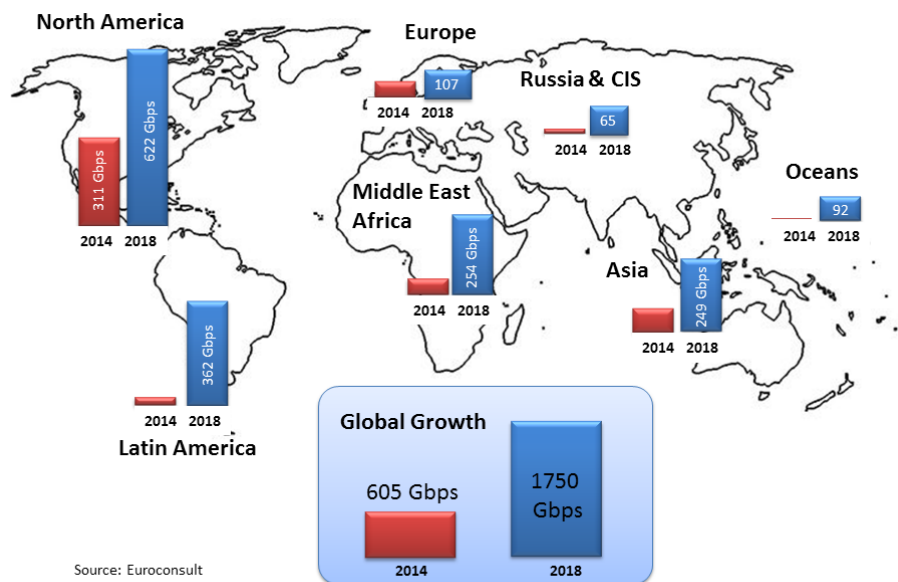 North America
311 Gbps
622 Gbps
2014 2018
Europe
107
2014 2018
Russia & CIS
65
2014 2018
Middle East
Africa
254 Gbps
2014 2018
Oceans
92
2014 2018
Asia
249 Gbps
2014 2018
362 Gbps
2014 2018
Latin America
Global Growth
605 Gbps
1750
Gbps
2014 2018
Source: Euroconsult